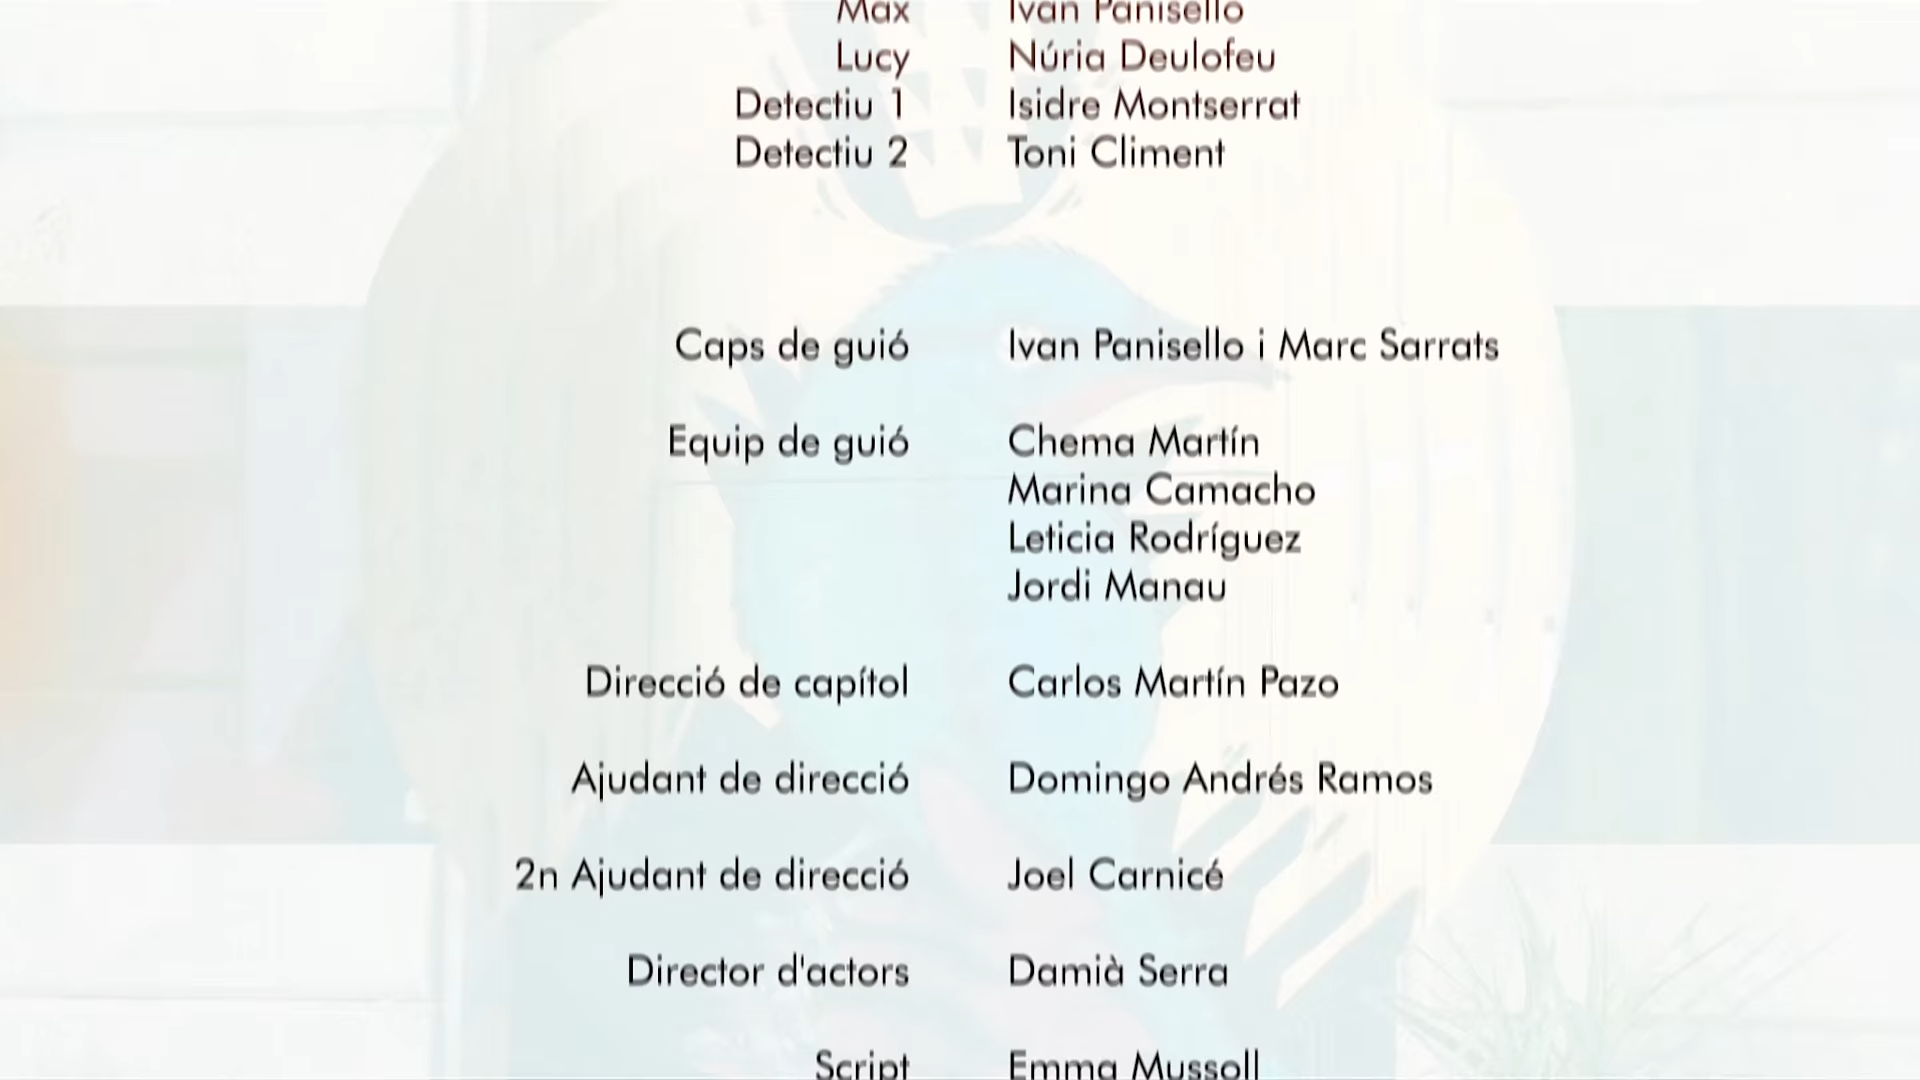 Max Ivan Panisello
Lucy Núria Deulofeu
Detectiu 1 Isidre Montserrat
Detectiu 2 Toni Climent
Caps de guió Ivan Panisello i Marc Sarrats
Equip de guió Chema Martín
Marina Camacho
Leticia Rodríguez
Jordi Manau
Direcció de capítol Carlos Martín Pazo
Ajudant de direcció Domingo Andrés Ramos
2n Ajudant de direcció Joel Carnicé
Director d'actors Damià Serra
Script Emma Mussoll